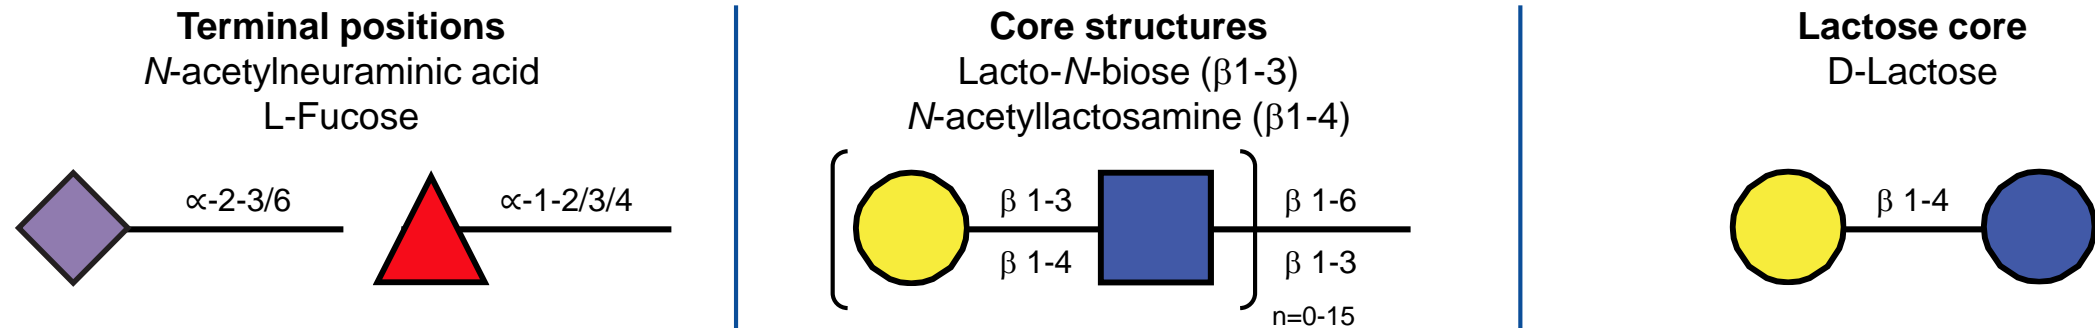 Terminal positions
N-acetylneuraminic acid
L-Fucose
∝-2-3/6
∝-1-2/3/4
Core structures
Lacto-N-biose (β1-3)
N-acetyllactosamine (β1-4)
β 1-3
β 1-4
β 1-6
β 1-3
n=0-15
Lactose core
D-Lactose
β 1-4